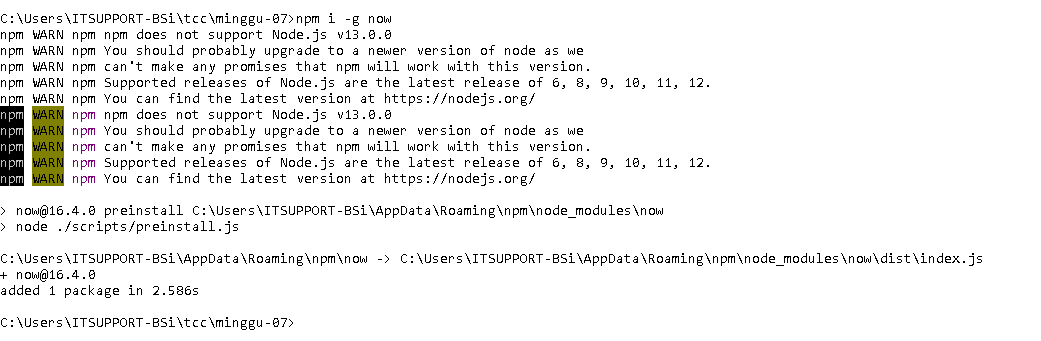 C:\Users\ITSUPPORT-BSi\tcc\minggu-07>npm i -g now
npm WARN npm npm does not support Node.js v13.0.0
npm WARN npm You should probably upgrade to a newer version of node as we
npm WARN npm can't make any promises that npm will work with this version.
npm WARN npm Supported releases of Node.js are the latest release of 6, 8, 9, 10, 11, 12.
npm WARN npm You can find the latest version at https://nodejs.org/
npm WARN npm npm does not support Node.js v13.0.0
npm WARN npm You should probably upgrade to a newer version of node as we
npm WARN npm can't make any promises that npm will work with this version.
npm WARN npm Supported releases of Node.js are the latest release of 6, 8, 9, 10, 11, 12.
npm WARN npm You can find the latest version at https://nodejs.org/
> now@16.4.0 preinstall C:\Users\ITSUPPORT-BSi\AppData\Roaming\npm\node_modules\now
> node ./scripts/preinstall.js
C:\Users\ITSUPPORT-BSi\AppData\Roaming\npm\now -> C:\Users\ITSUPPORT-BSi\AppData\Roaming\npm\node_modules\now\dist\index.js
+ now@16.4.0
added 1 package in 2.586s
C:\Users\ITSUPPORT-BSi\tcc\minggu-07>